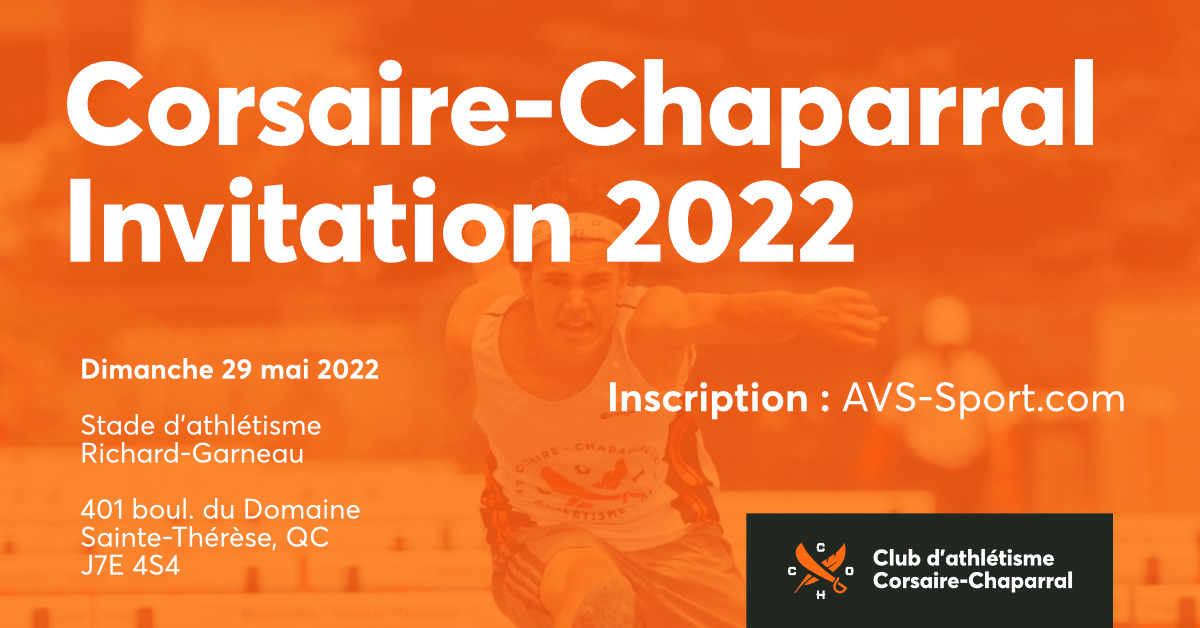 Corsaire-Chaparral
Invitation 2022
Dimanche 29 mai 2022
Stade d'athlétisme
Richard-Garneau
401 boul. du Domaine
Sainte-Thérèse, QC
J7E 4S4
Inscription : AVS-Sport.com
C
C O
H
Club d'athlétisme
Corsaire-Chaparral